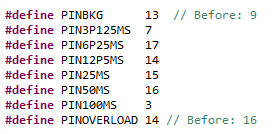 #define PINBKG 13 // Before: 9
#define PIN3P125MS 7
#define PIN6P25MS 17
#define PIN12P5MS 14
#define PIN25MS 15
#define PIN50MS 16
#define PIN100MS 3
#define PINOVERLOAD 14 // Before: 16